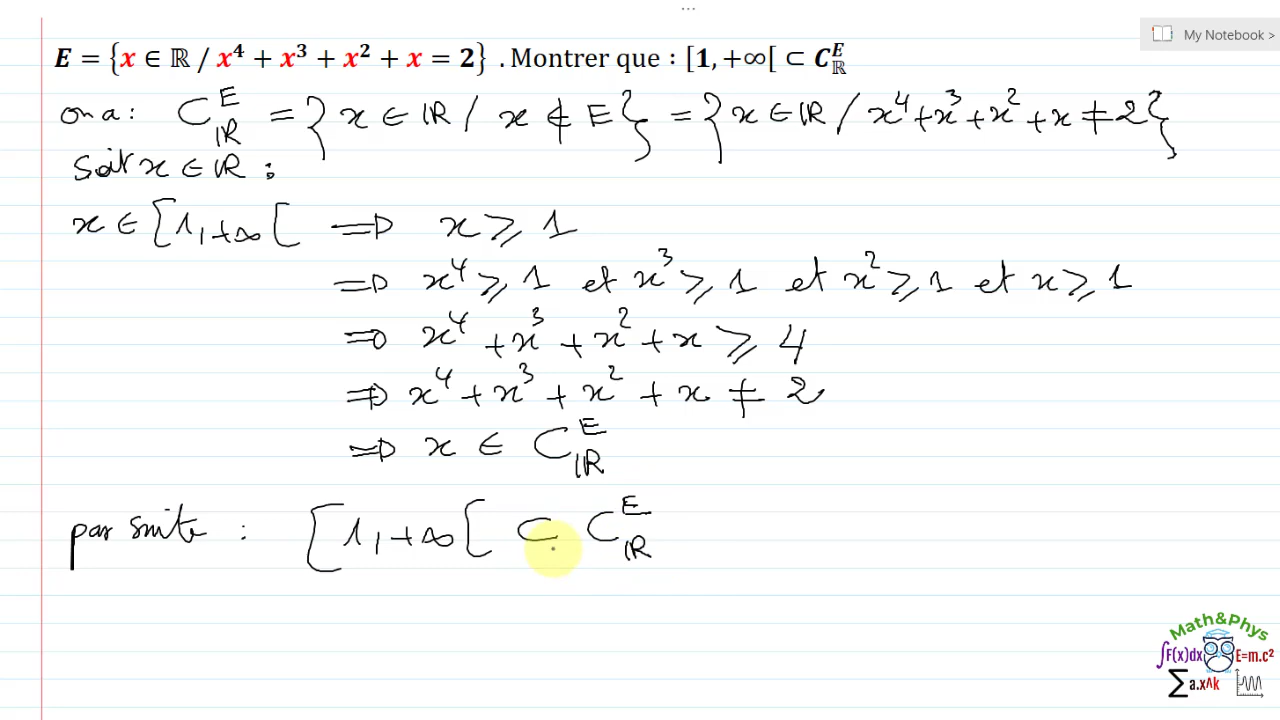 ...
My Notebook >
E = {x ∈ ℝ / x⁴ + x³ + x² + x = 2} . Montrer que : [1, +∞[ ⊂ C_ℝ^E
on a : C_ℝ^E = {x ∈ ℝ / x ∉ E} = {x ∈ ℝ / x⁴ + x³ + x² + x ≠ 2}
Soit x ∈ ℝ :
x ∈ [1, +∞[ ⟹ x ⩾ 1
⟹ x⁴ ⩾ 1 et x³ ⩾ 1 et x² ⩾ 1 et x ⩾ 1
⟹ x⁴ + x³ + x² + x ⩾ 4
⟹ x⁴ + x³ + x² + x ≠ 2
⟹ x ∈ C_ℝ^E
par suite : [1, +∞[ ⊂ C_ℝ^E
Math&Phys
∫F(x)dx E=m.c²
∑ a.x^k